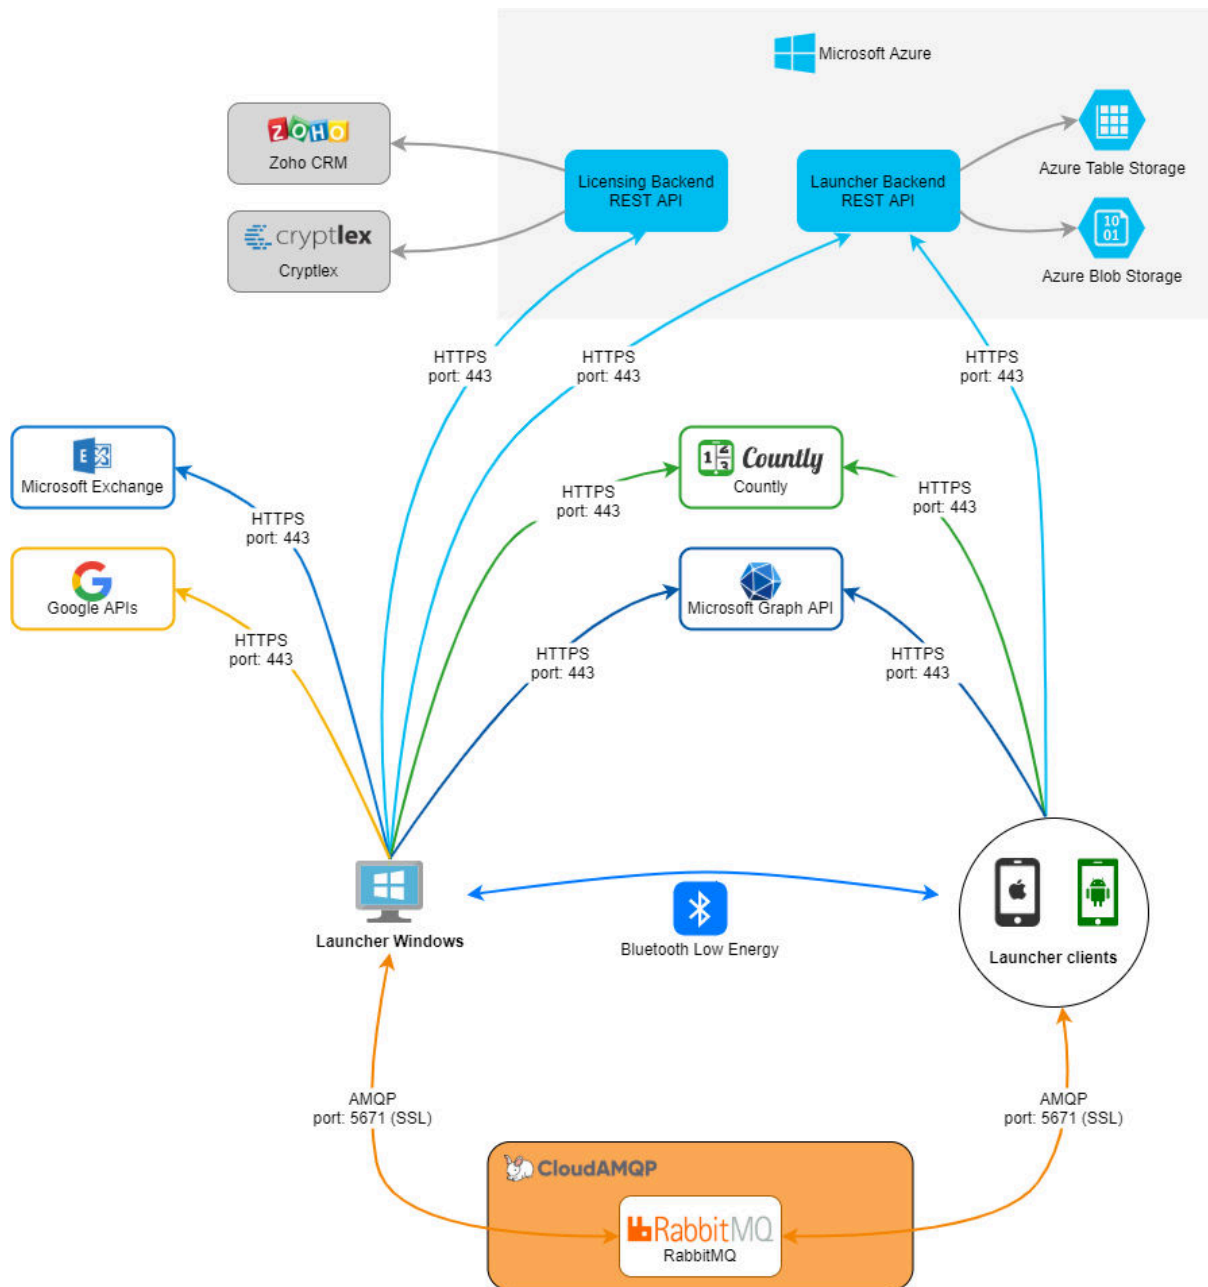 Microsoft Azure
ZOHO
Zoho CRM
cryptlex
Cryptlex
Licensing Backend
REST API
Launcher Backend
REST API
Azure Table Storage
10
01
Azure Blob Storage
HTTPS
port: 443
HTTPS
port: 443
HTTPS
port: 443
E
Microsoft Exchange
1 2
3
Countly
Countly
HTTPS
port: 443
HTTPS
port: 443
HTTPS
port: 443
G
Google APIs
Microsoft Graph API
HTTPS
port: 443
HTTPS
port: 443
HTTPS
port: 443
Launcher Windows
Bluetooth Low Energy
Launcher clients
AMQP
port: 5671 (SSL)
AMQP
port: 5671 (SSL)
CloudAMQP
RabbitMQ
RabbitMQ